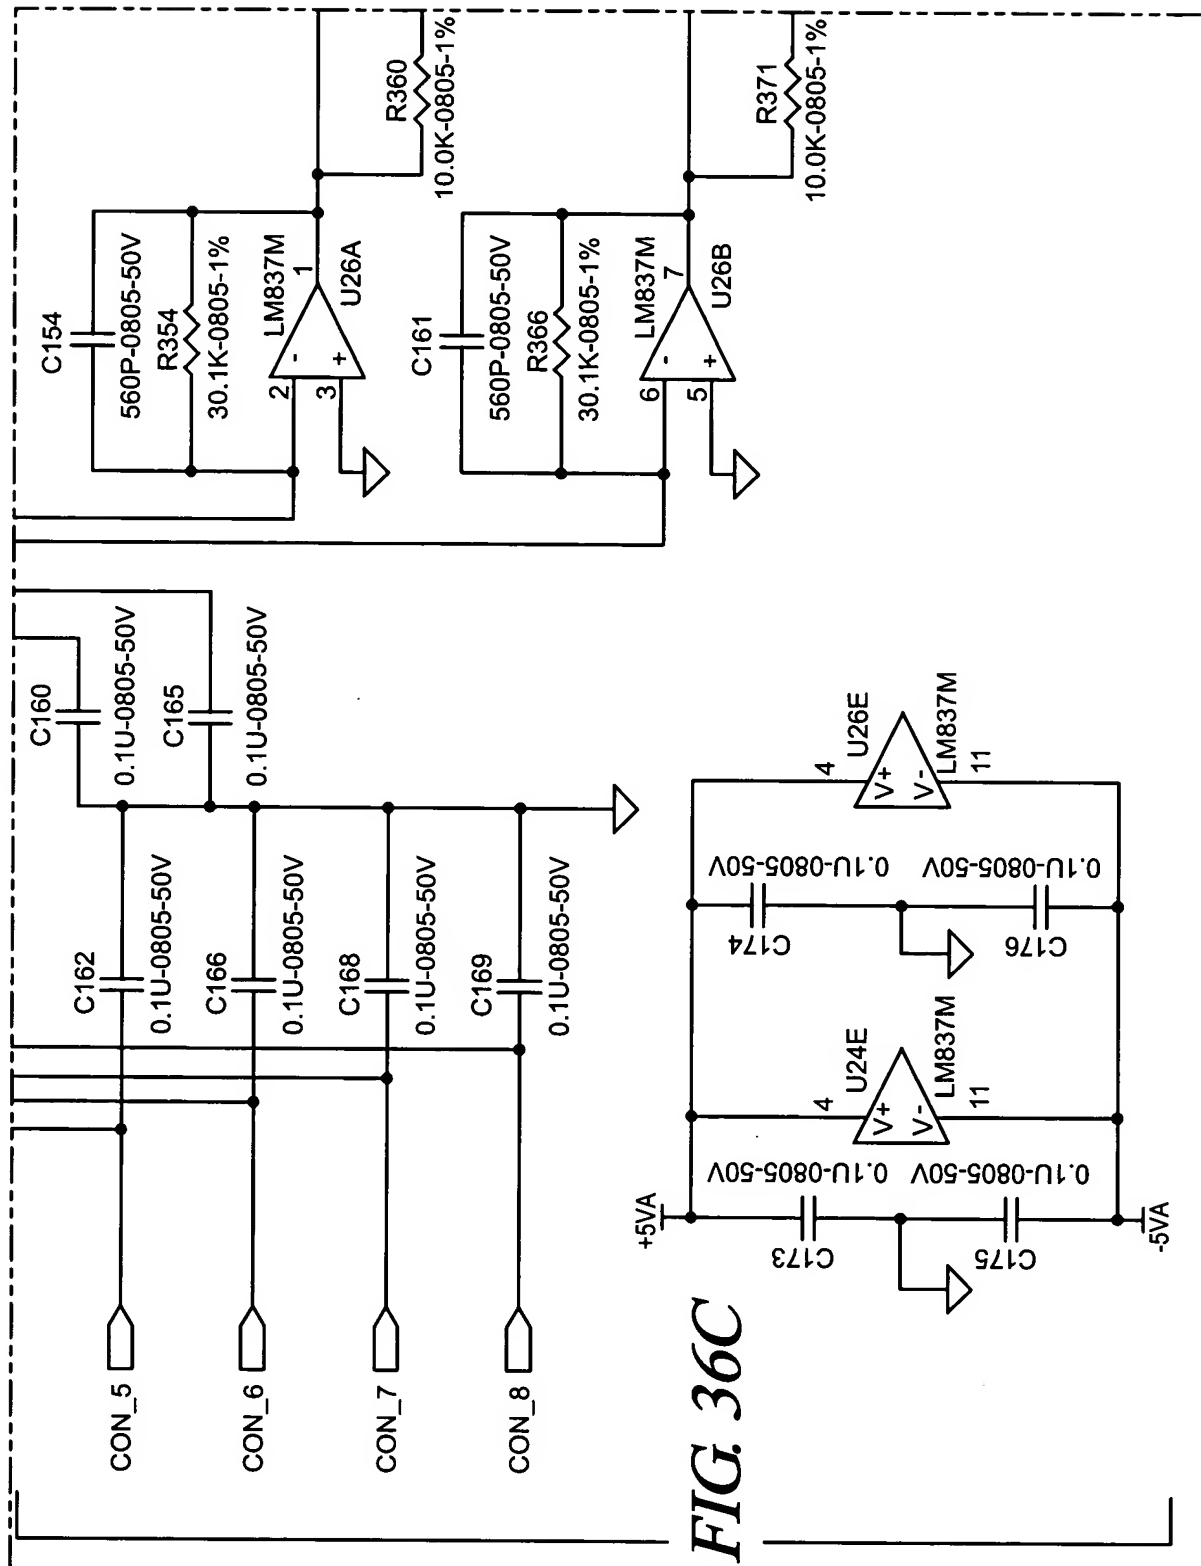 CON_5
CON_6
CON_7
CON_8
C162
0.1U-0805-50V
C166
0.1U-0805-50V
C168
0.1U-0805-50V
C169
0.1U-0805-50V
C160
0.1U-0805-50V
C165
0.1U-0805-50V
C154
560P-0805-50V
R354
30.1K-0805-1%
LM837M
2
-
3
+
1
U26A
R360
10.0K-0805-1%
C161
560P-0805-50V
R366
30.1K-0805-1%
LM837M
6
-
5
+
7
U26B
R371
10.0K-0805-1%
+5VA
-5VA
C173
0.1U-0805-50V
C175
0.1U-0805-50V
4
U24E
V+
V-
LM837M
11
C174
0.1U-0805-50V
C176
0.1U-0805-50V
4
U26E
V+
V-
LM837M
11
FIG. 36C